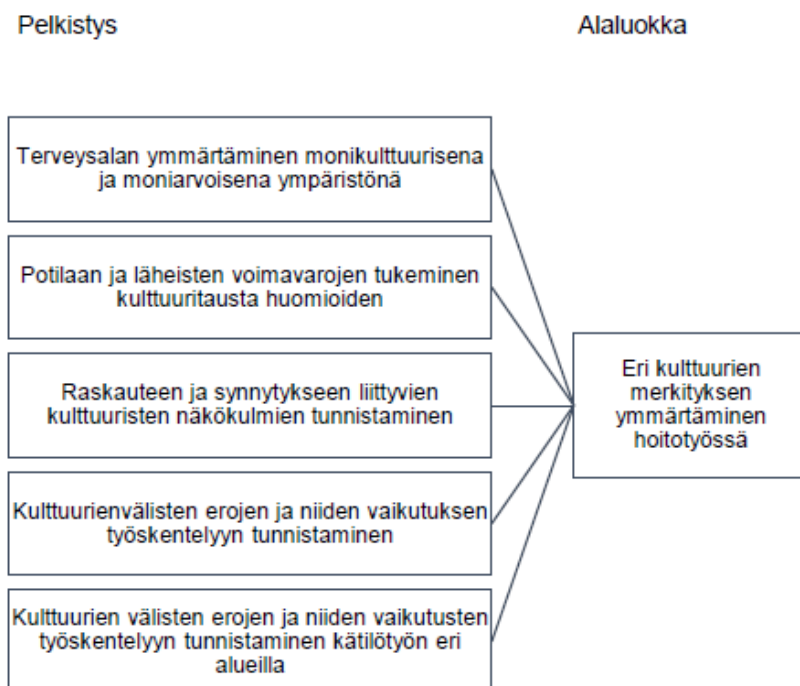 Pelkistys
Alaluokka
Terveysalan ymmärtäminen monikulttuurisena
ja moniarvoisena ympäristönä
Potilaan ja läheisten voimavarojen tukeminen
kulttuuritausta huomioiden
Raskauteen ja synnytykseen liittyvien
kulttuuristen näkökulmien tunnistaminen
Kulttuurienvälisten erojen ja niiden vaikutuksen
työskentelyyn tunnistaminen
Kulttuurien välisten erojen ja niiden vaikutusten
työskentelyyn tunnistaminen kätilötyön eri
alueilla
Eri kulttuurien
merkityksen
ymmärtäminen
hoitotyössä